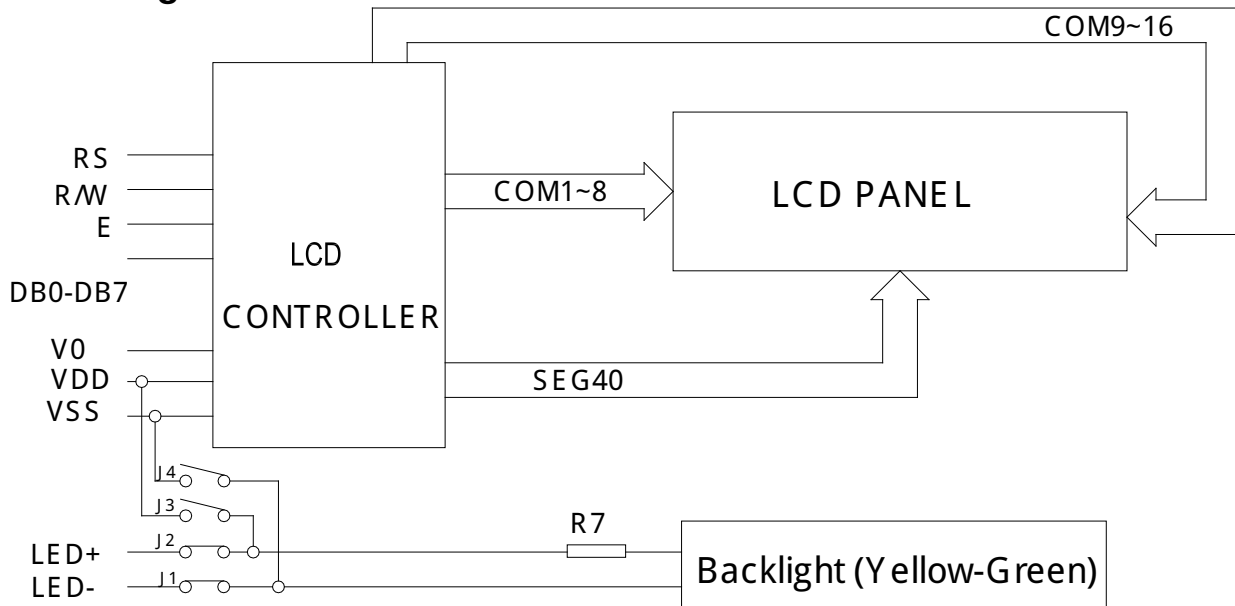 COM9~16
RS
R/W
E
DB0-DB7
V0
VDD
VSS
LCD
CONTROLLER
COM1~8
LCD PANEL
SEG40
J4
J3
J2
J1
LED+
LED-
R7
Backlight (Yellow-Green)